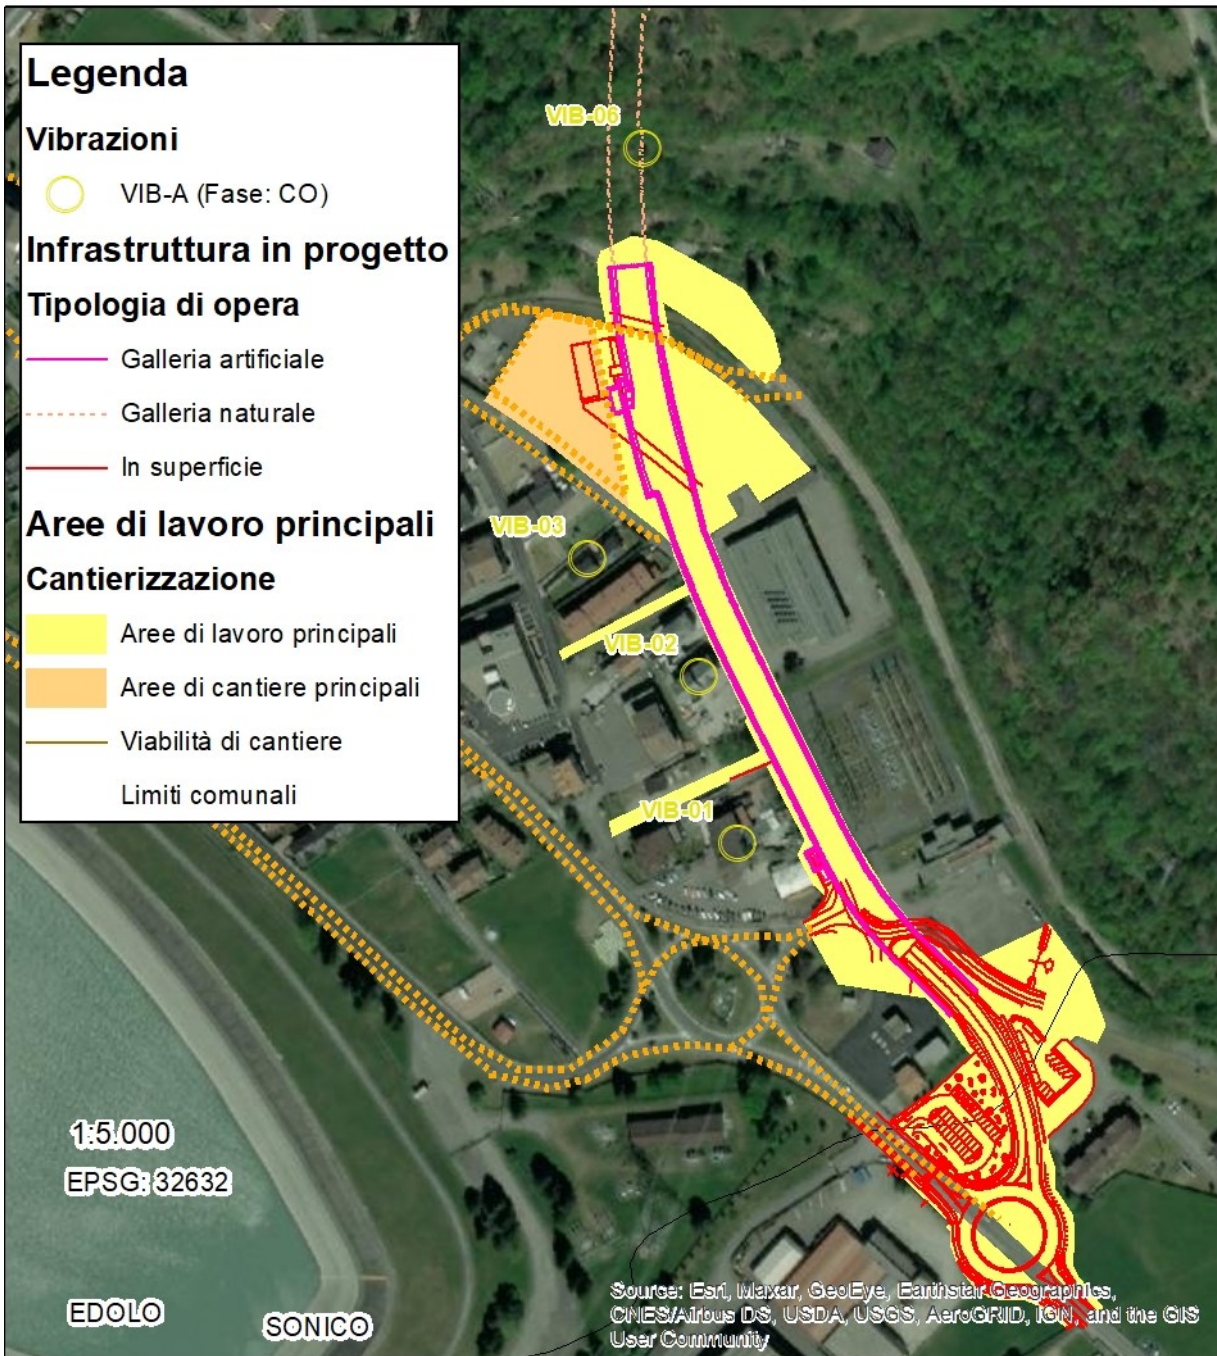 Legenda
Vibrazioni
VIB-A (Fase: CO)
Infrastruttura in progetto
Tipologia di opera
Galleria artificiale
Galleria naturale
In superficie
Aree di lavoro principali
Cantierizzazione
Aree di lavoro principali
Aree di cantiere principali
Viabilità di cantiere
Limiti comunali
VIB-06
VIB-03
VIB-02
VIB-01
1:5.000
EPSG: 32632
EDOLO
SONICO
Source: Esri, Maxar, GeoEye, Earthstar Geographics,
CNES/Airbus DS, USDA, USGS, AeroGRID, IGN, and the GIS
User Community